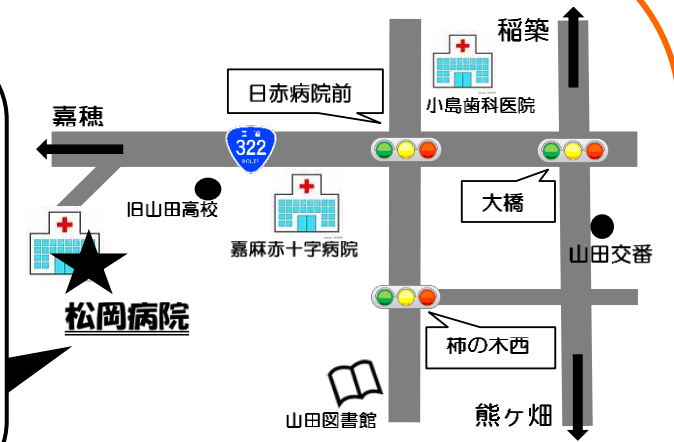 稲築
日赤病院前
小島歯科医院
嘉穂
322
大橋
旧山田高校
嘉麻赤十字病院
山田交番
松岡病院
柿の木西
熊ヶ畑
山田図書館